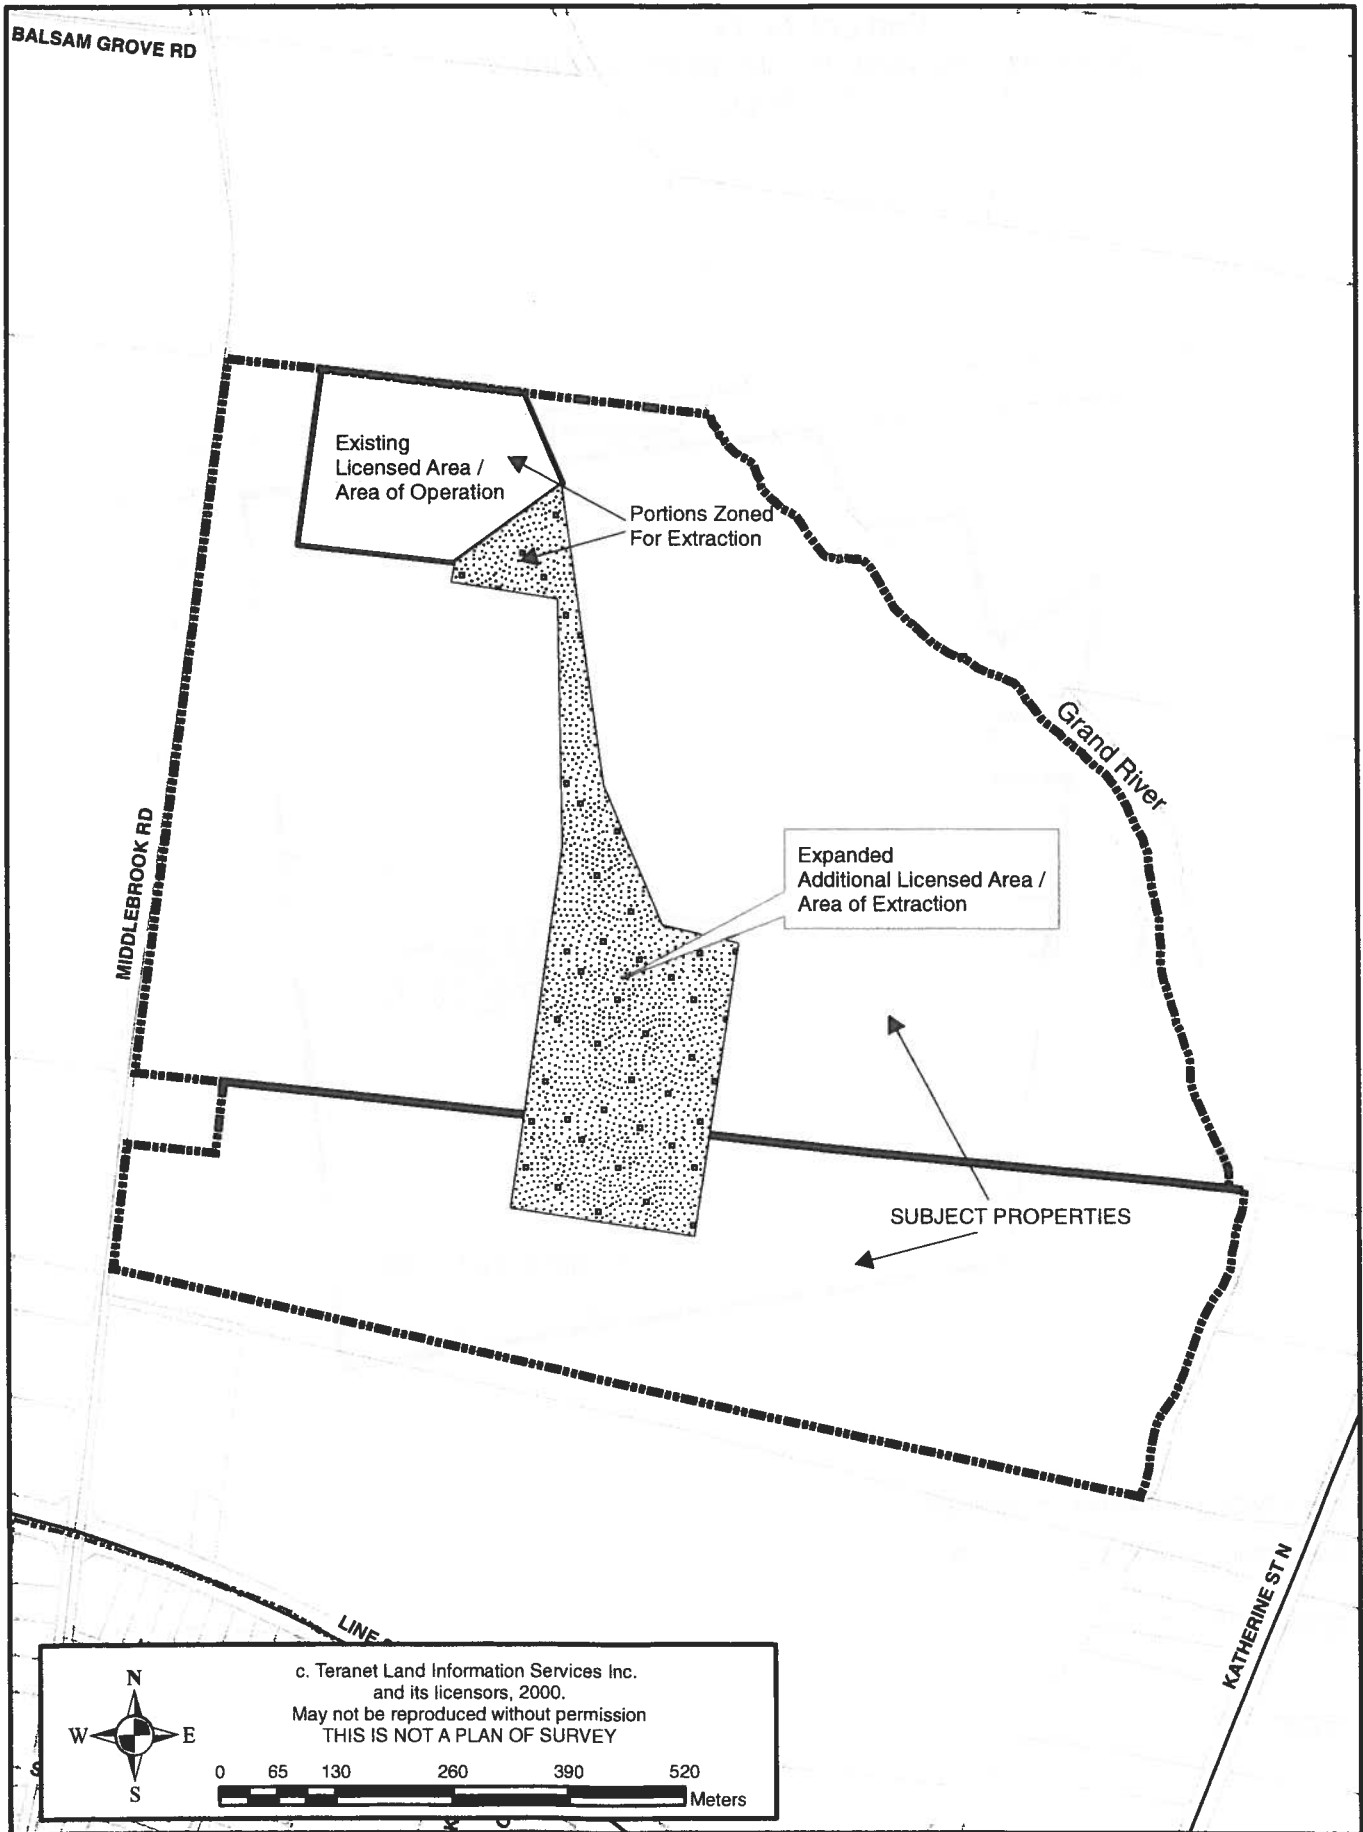 BALSAM GROVE RD
Existing
Licensed Area /
Area of Operation
Portions Zoned
For Extraction
Grand River
MIDDLEBROOK RD
Expanded
Additional Licensed Area /
Area of Extraction
SUBJECT PROPERTIES
KATHERINE ST N
LINE
c. Teranet Land Information Services Inc.
and its licensors, 2000.
May not be reproduced without permission
THIS IS NOT A PLAN OF SURVEY
N
W E
S
0 65 130 260 390 520
Meters